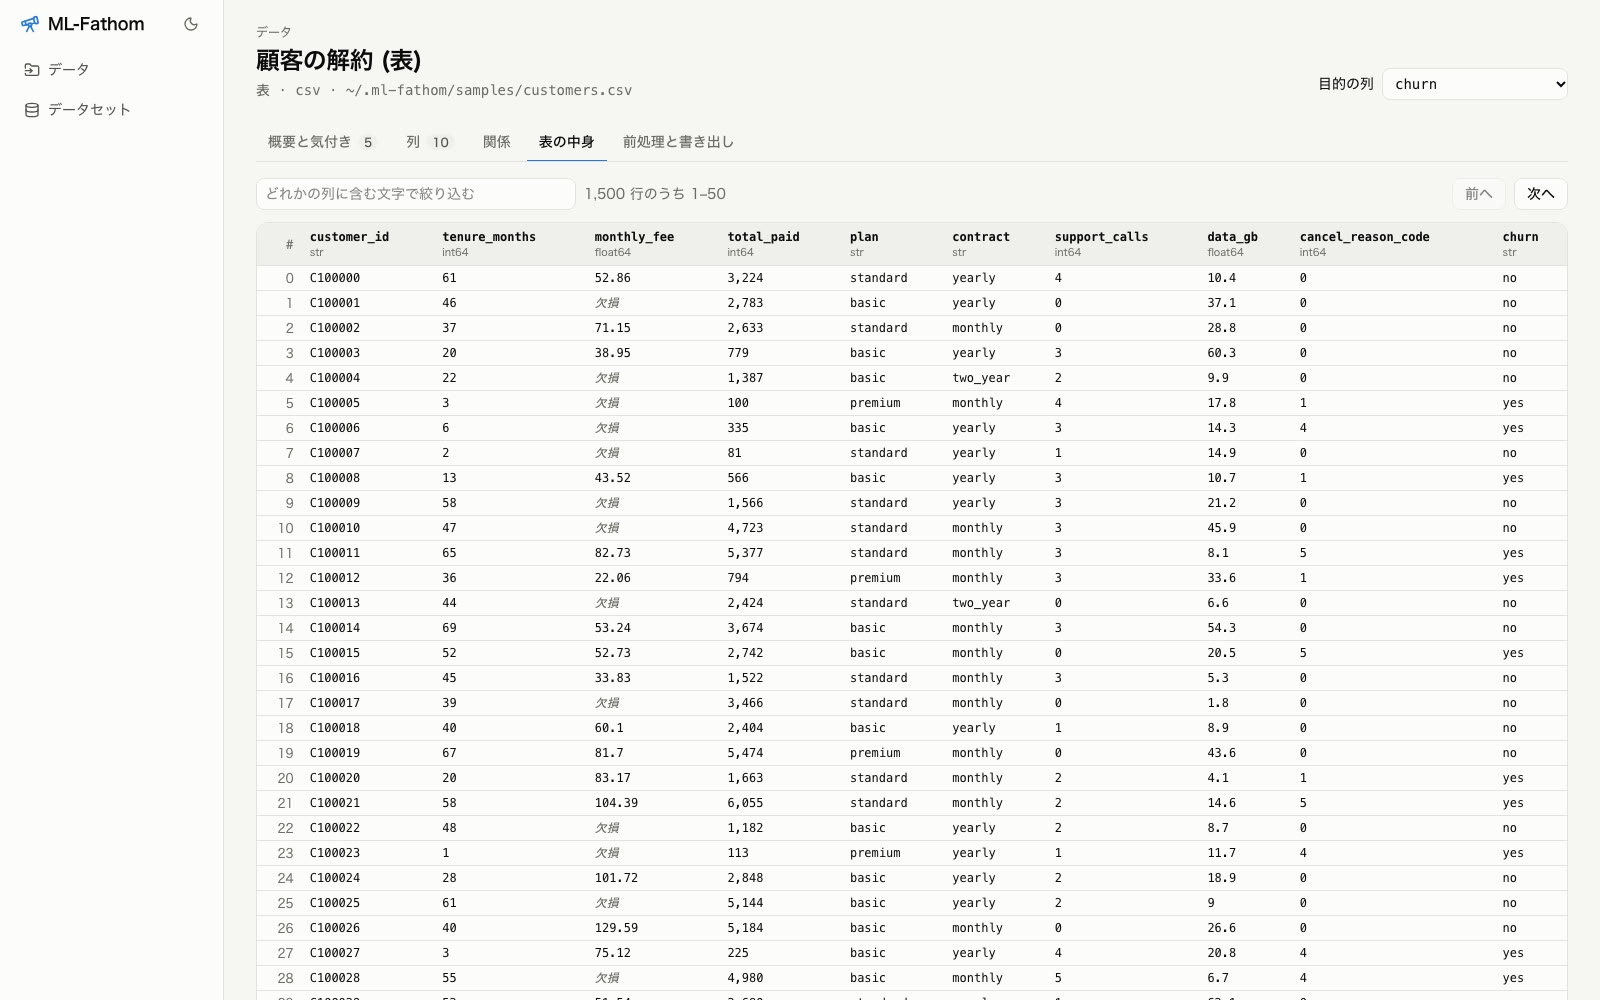 ML-Fathom
データ
データセット
データ
顧客の解約 (表)
表 · csv · ~/.ml-fathom/samples/customers.csv
目的の列 churn
概要と気付き 5 列 10 関係 表の中身 前処理と書き出し
どれかの列に含む文字で絞り込む 1,500 行のうち 1–50 前へ 次へ
# customer_id tenure_months monthly_fee total_paid plan contract support_calls data_gb cancel_reason_code churn
str int64 float64 int64 str str int64 float64 int64 str
0 C100000 61 52.86 3,224 standard yearly 4 10.4 0 no
1 C100001 46 欠損 2,783 basic yearly 0 37.1 0 no
2 C100002 37 71.15 2,633 standard monthly 0 28.8 0 no
3 C100003 20 38.95 779 basic yearly 3 60.3 0 no
4 C100004 22 欠損 1,387 basic two_year 2 9.9 0 no
5 C100005 3 欠損 100 premium monthly 4 17.8 1 yes
6 C100006 6 欠損 335 basic yearly 3 14.3 4 yes
7 C100007 2 欠損 81 standard yearly 1 14.9 0 no
8 C100008 13 43.52 566 basic yearly 3 10.7 1 yes
9 C100009 58 欠損 1,566 standard yearly 3 21.2 0 no
10 C100010 47 欠損 4,723 standard monthly 3 45.9 0 no
11 C100011 65 82.73 5,377 standard monthly 3 8.1 5 yes
12 C100012 36 22.06 794 premium monthly 3 33.6 1 yes
13 C100013 44 欠損 2,424 standard two_year 0 6.6 0 no
14 C100014 69 53.24 3,674 basic monthly 3 54.3 0 no
15 C100015 52 52.73 2,742 basic monthly 0 20.5 5 yes
16 C100016 45 33.83 1,522 standard monthly 3 5.3 0 no
17 C100017 39 欠損 3,466 standard monthly 0 1.8 0 no
18 C100018 40 60.1 2,404 basic yearly 1 8.9 0 no
19 C100019 67 81.7 5,474 premium monthly 0 43.6 0 no
20 C100020 20 83.17 1,663 standard monthly 2 4.1 1 yes
21 C100021 58 104.39 6,055 standard monthly 2 14.6 5 yes
22 C100022 48 欠損 1,182 basic yearly 2 8.7 0 no
23 C100023 1 欠損 113 premium yearly 1 11.7 4 yes
24 C100024 28 101.72 2,848 basic yearly 2 18.9 0 no
25 C100025 61 欠損 5,144 basic yearly 2 9 0 no
26 C100026 40 129.59 5,184 basic monthly 0 26.6 0 no
27 C100027 3 75.12 225 basic yearly 4 20.8 4 yes
28 C100028 55 欠損 4,980 basic monthly 5 6.7 4 yes